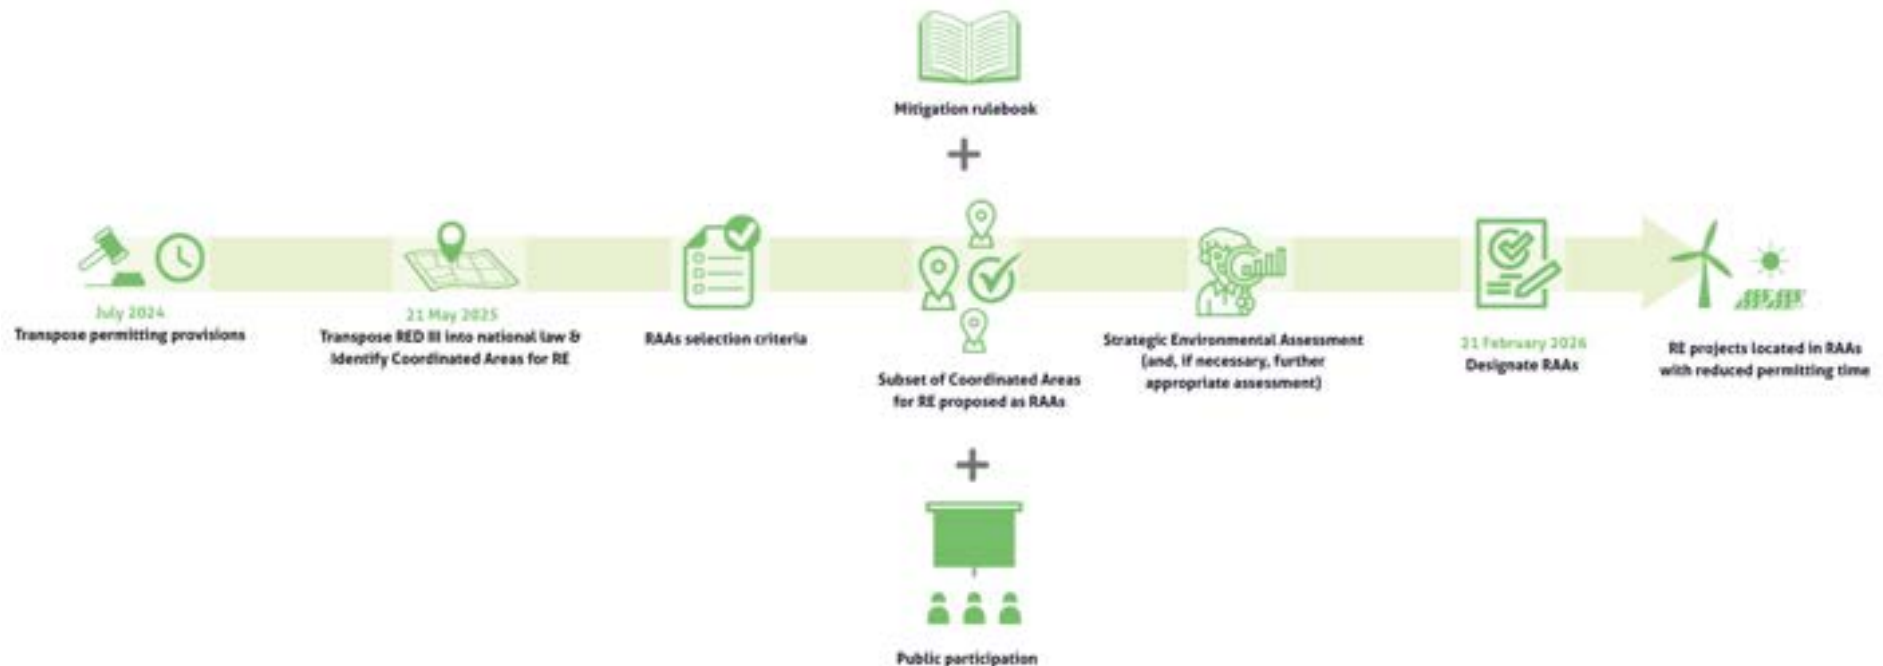 Mitigation rulebook
July 2024
Transpose permitting provisions
21 May 2025
Transpose RED III into national law &
Identify Coordinated Areas for RE
RAAs selection criteria
Subset of Coordinated Areas
for RE proposed as RAAs
Strategic Environmental Assessment
(and, if necessary, further
appropriate assessment)
21 February 2026
Designate RAAs
RE projects located in RAAs
with reduced permitting time
Public participation